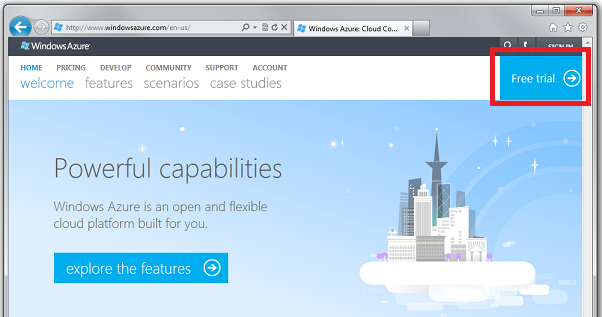 http://www.windowsazure.com/en-us/
Windows Azure: Cloud Co...
Windows Azure
SIGN IN
HOME PRICING DEVELOP COMMUNITY SUPPORT ACCOUNT
welcome features scenarios case studies
Free trial
Powerful capabilities
Windows Azure is an open and flexible
cloud platform built for you.
explore the features